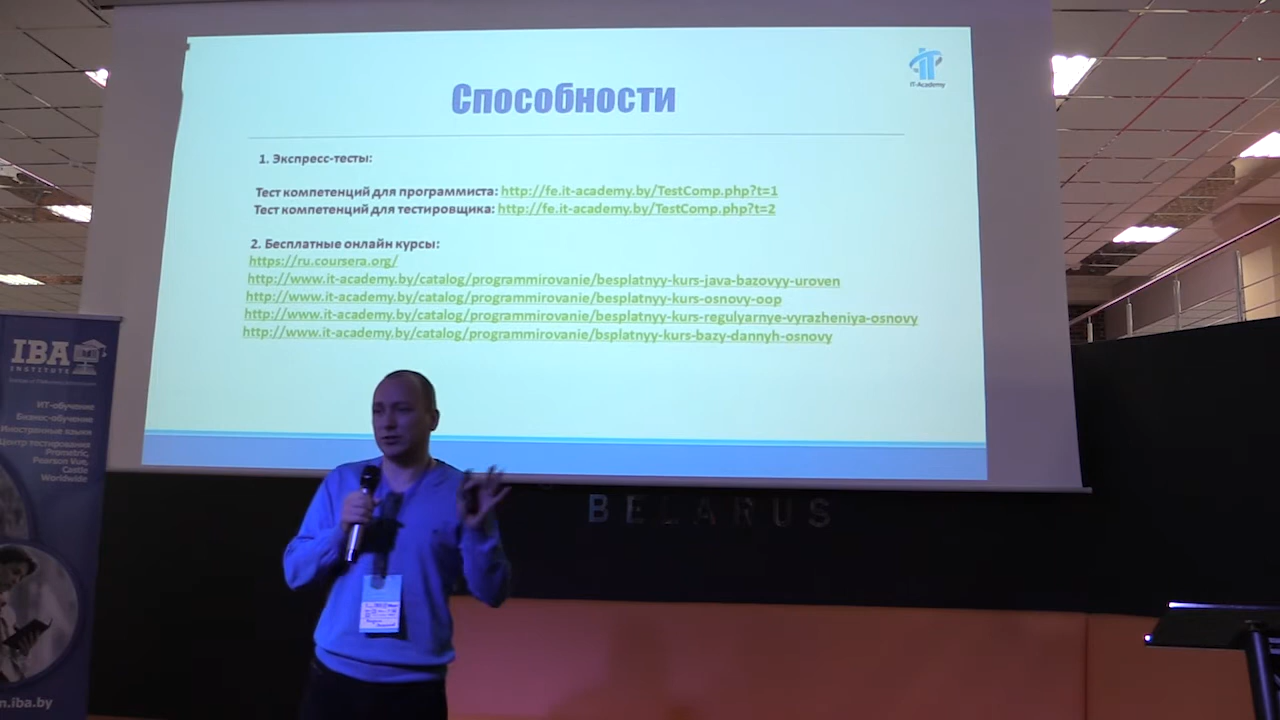 Способности
IT-Academy
1. Экспресс-тесты:
Тест компетенций для программиста: http://fe.it-academy.by/TestComp.php?t=1
Тест компетенций для тестировщика: http://fe.it-academy.by/TestComp.php?t=2
2. Бесплатные онлайн курсы:
https://ru.coursera.org/
http://www.it-academy.by/catalog/programmirovanie/besplatnyy-kurs-java-bazovyy-uroven
http://www.it-academy.by/catalog/programmirovanie/besplatnyy-kurs-osnovy-oop
http://www.it-academy.by/catalog/programmirovanie/besplatnyy-kurs-regulyarnye-vyrazheniya-osnovy
http://www.it-academy.by/catalog/programmirovanie/bsplatnyy-kurs-bazy-dannyh-osnovy
IBA
INSTITUTE
ИТ-обучение
Бизнес-обучение
Иностранные языки
Центр тестирования
Prometric,
Pearson Vue,
Castle
Worldwide
n.iba.by
BELARUS